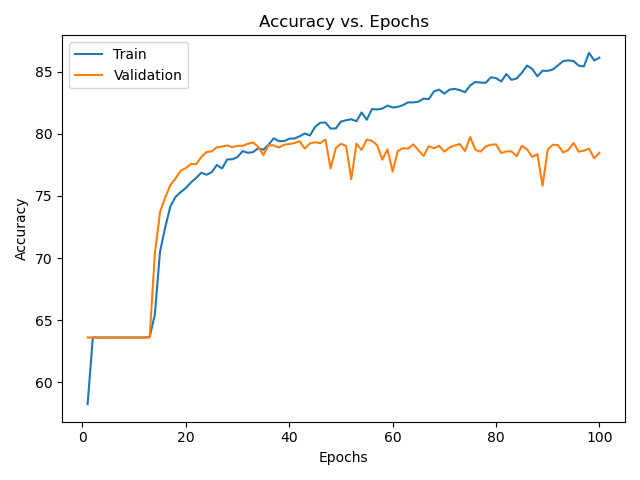 Accuracy vs. Epochs
Train
Validation
Accuracy
85
80
75
70
65
60
0 20 40 60 80 100
Epochs